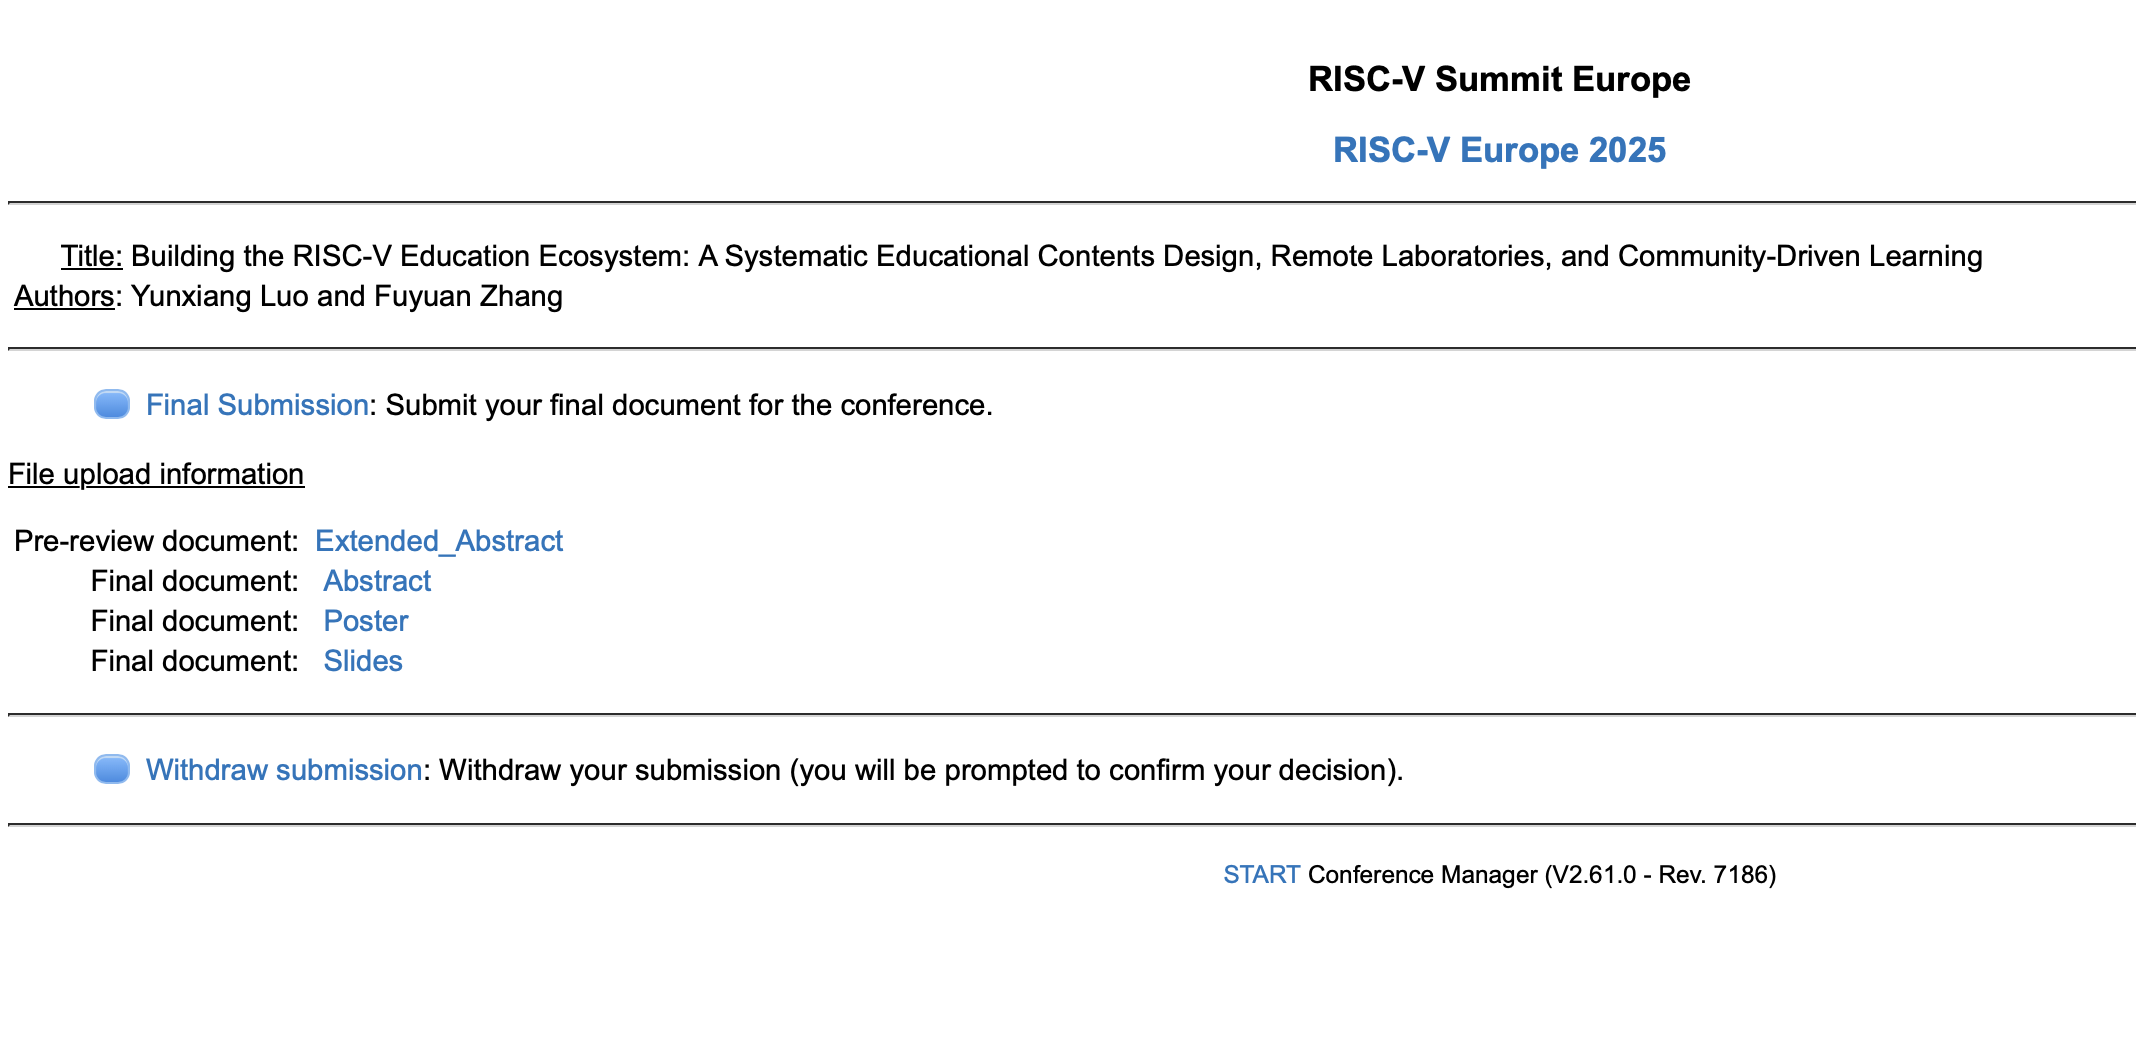 RISC-V Summit Europe
RISC-V Europe 2025
Title: Building the RISC-V Education Ecosystem: A Systematic Educational Contents Design, Remote Laboratories, and Community-Driven Learning
Authors: Yunxiang Luo and Fuyuan Zhang
Final Submission: Submit your final document for the conference.
File upload information
Pre-review document: Extended_Abstract
Final document: Abstract
Final document: Poster
Final document: Slides
Withdraw submission: Withdraw your submission (you will be prompted to confirm your decision).
START Conference Manager (V2.61.0 - Rev. 7186)